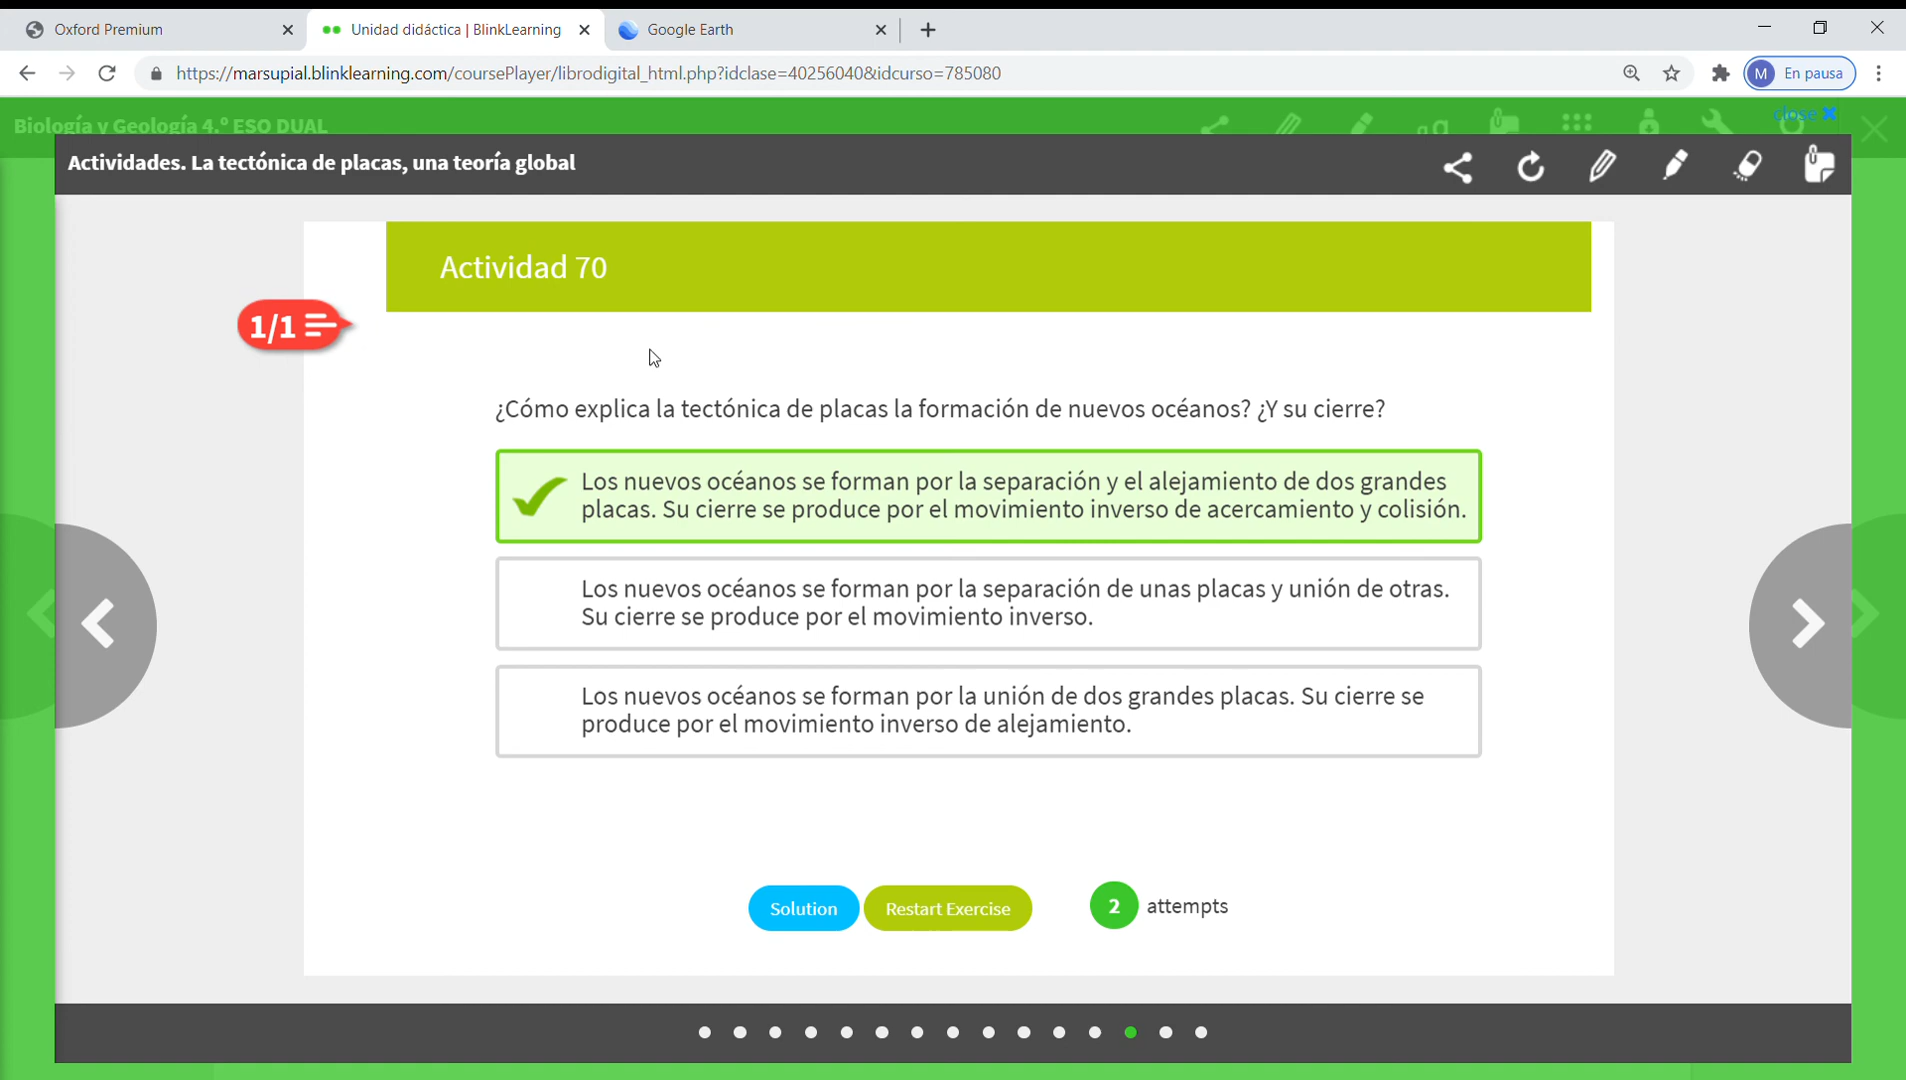 Oxford Premium
Unidad didáctica | BlinkLearning
Google Earth
https://marsupial.blinklearning.com/coursePlayer/librodigital_html.php?idclase=40256040&idcurso=785080
M
En pausa
Biología y Geología 4.º ESO DUAL
close
Actividades. La tectónica de placas, una teoría global
Actividad 70
1/1
¿Cómo explica la tectónica de placas la formación de nuevos océanos? ¿Y su cierre?
Los nuevos océanos se forman por la separación y el alejamiento de dos grandes
placas. Su cierre se produce por el movimiento inverso de acercamiento y colisión.
Los nuevos océanos se forman por la separación de unas placas y unión de otras.
Su cierre se produce por el movimiento inverso.
Los nuevos océanos se forman por la unión de dos grandes placas. Su cierre se
produce por el movimiento inverso de alejamiento.
Solution
Restart Exercise
2
attempts